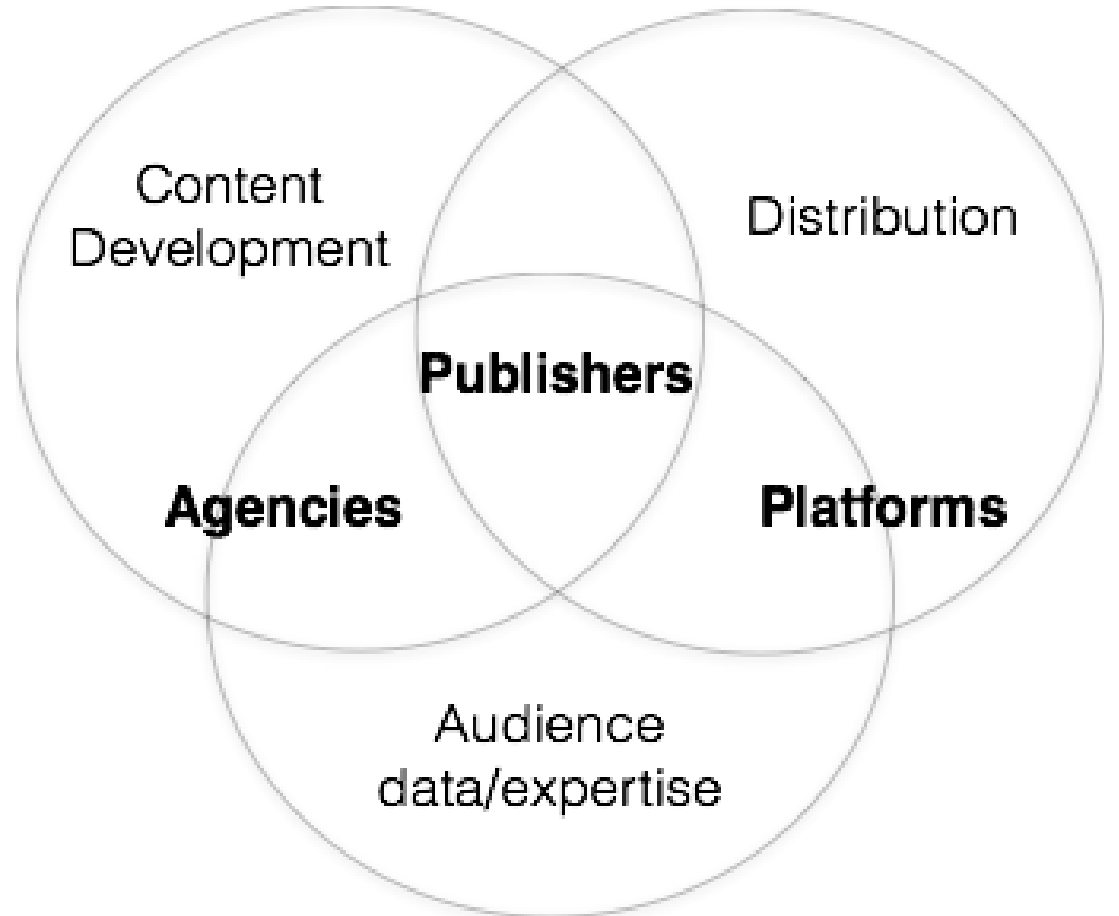 Content
Development
Distribution
Publishers
Agencies
Platforms
Audience
data/expertise